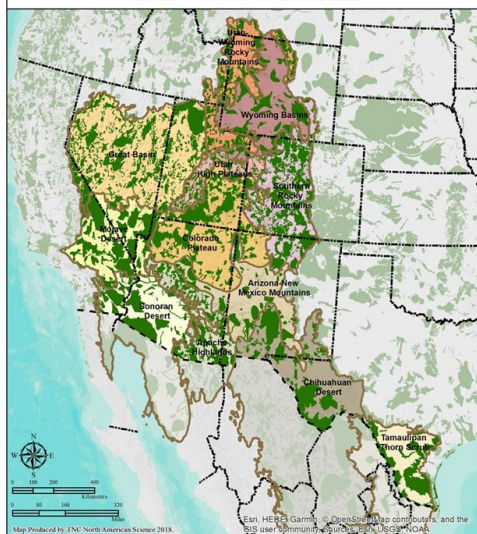 Utah
Wyoming
Rocky
Mountains
Wyoming Basins
Great Basin
Utah
High Plateaus
Southern
Rocky
Mountains
Mojave
Desert
Colorado
Plateau
Arizona-New
Mexico Mountains
Sonoran
Desert
Apache
Highlands
Chihuahuan
Desert
Tamaulipan
Thorn Scrub
N
W E
S
0 100 200 400
Kilometers
0 80 160 320
Miles
Map Produced by TNC North American Science 2018.
Esri, HERE, Garmin, © OpenStreetMap contributors, and the
GIS user community, Sources: Esri, USGS, NOAA